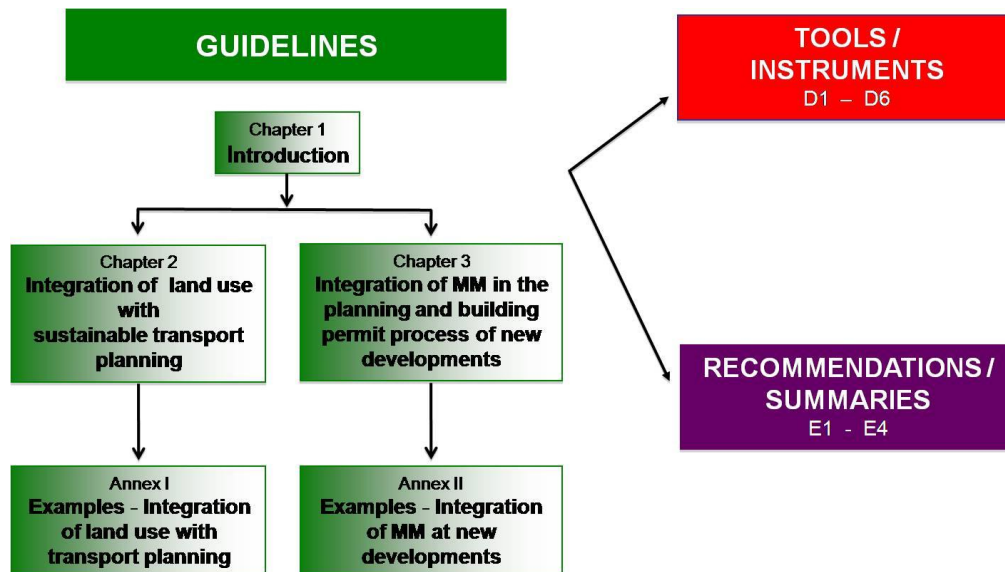 GUIDELINES
Chapter 1
Introduction
Chapter 2
Integration of land use
with
sustainable transport
planning
Chapter 3
Integration of MM in the
planning and building
permit process of new
developments
Annex I
Examples - Integration
of land use with
transport planning
Annex II
Examples - Integration
of MM at new
developments
TOOLS /
INSTRUMENTS
D1 – D6
RECOMMENDATIONS /
SUMMARIES
E1 - E4